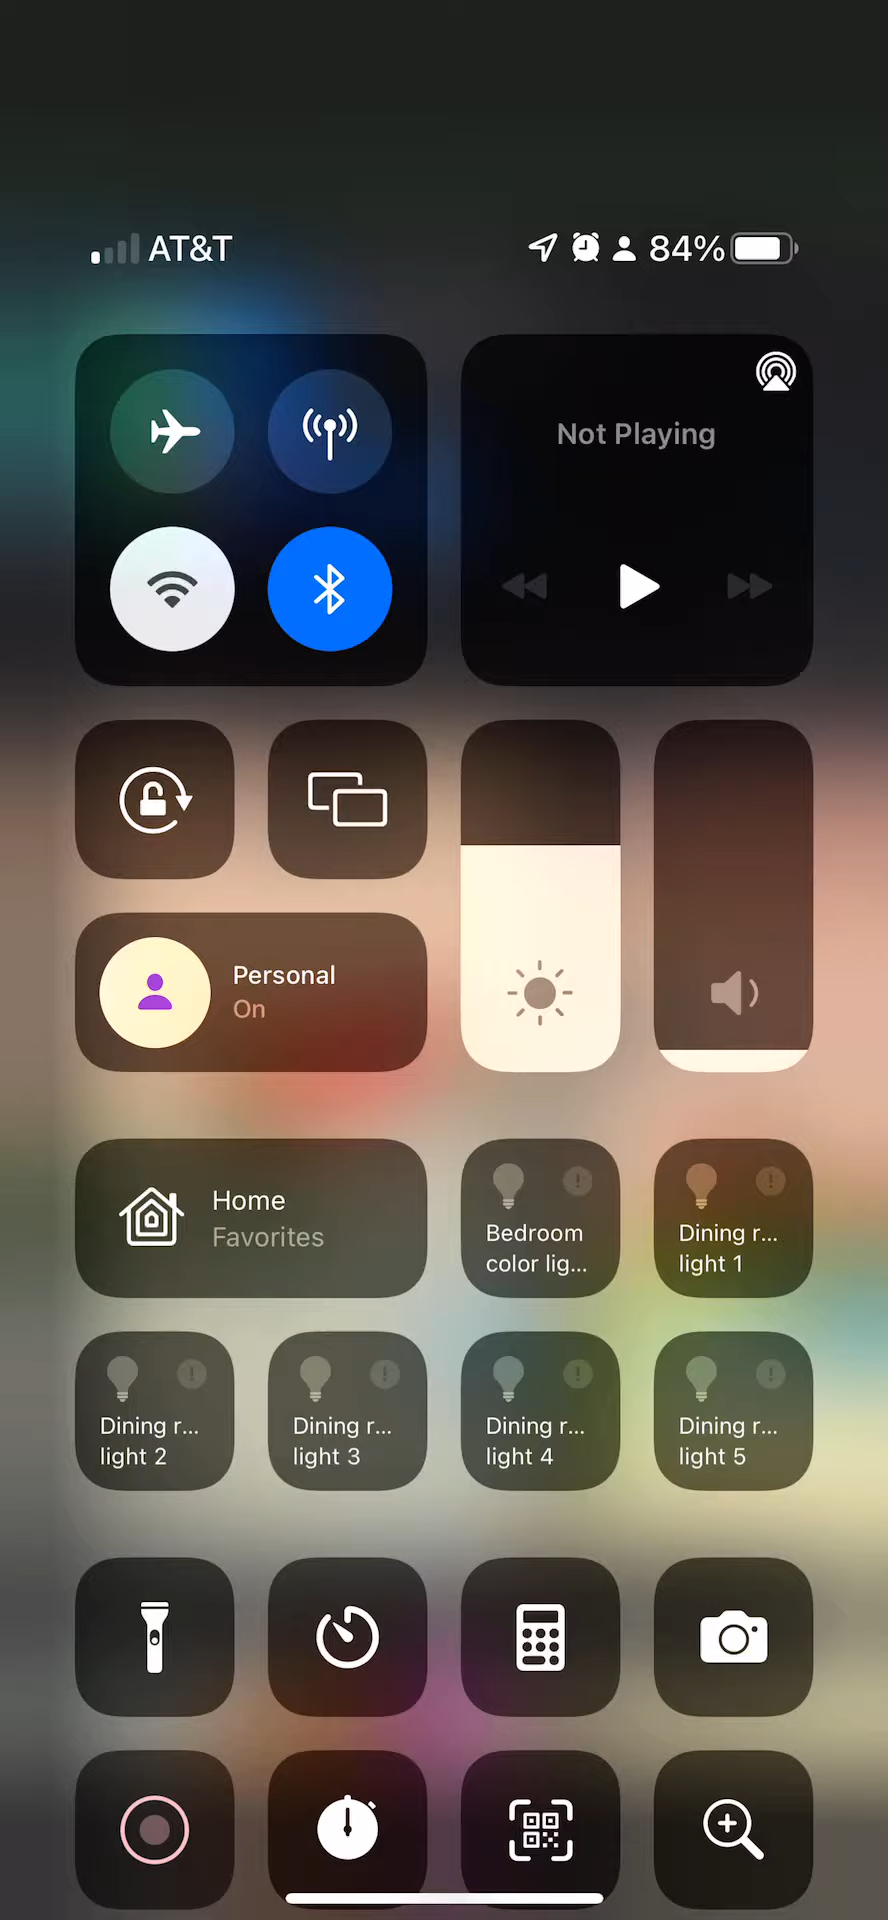 AT&T 84%
Not Playing
Personal
On
Home
Favorites
Bedroom
color lig...
Dining r...
light 1
Dining r...
light 2
Dining r...
light 3
Dining r...
light 4
Dining r...
light 5